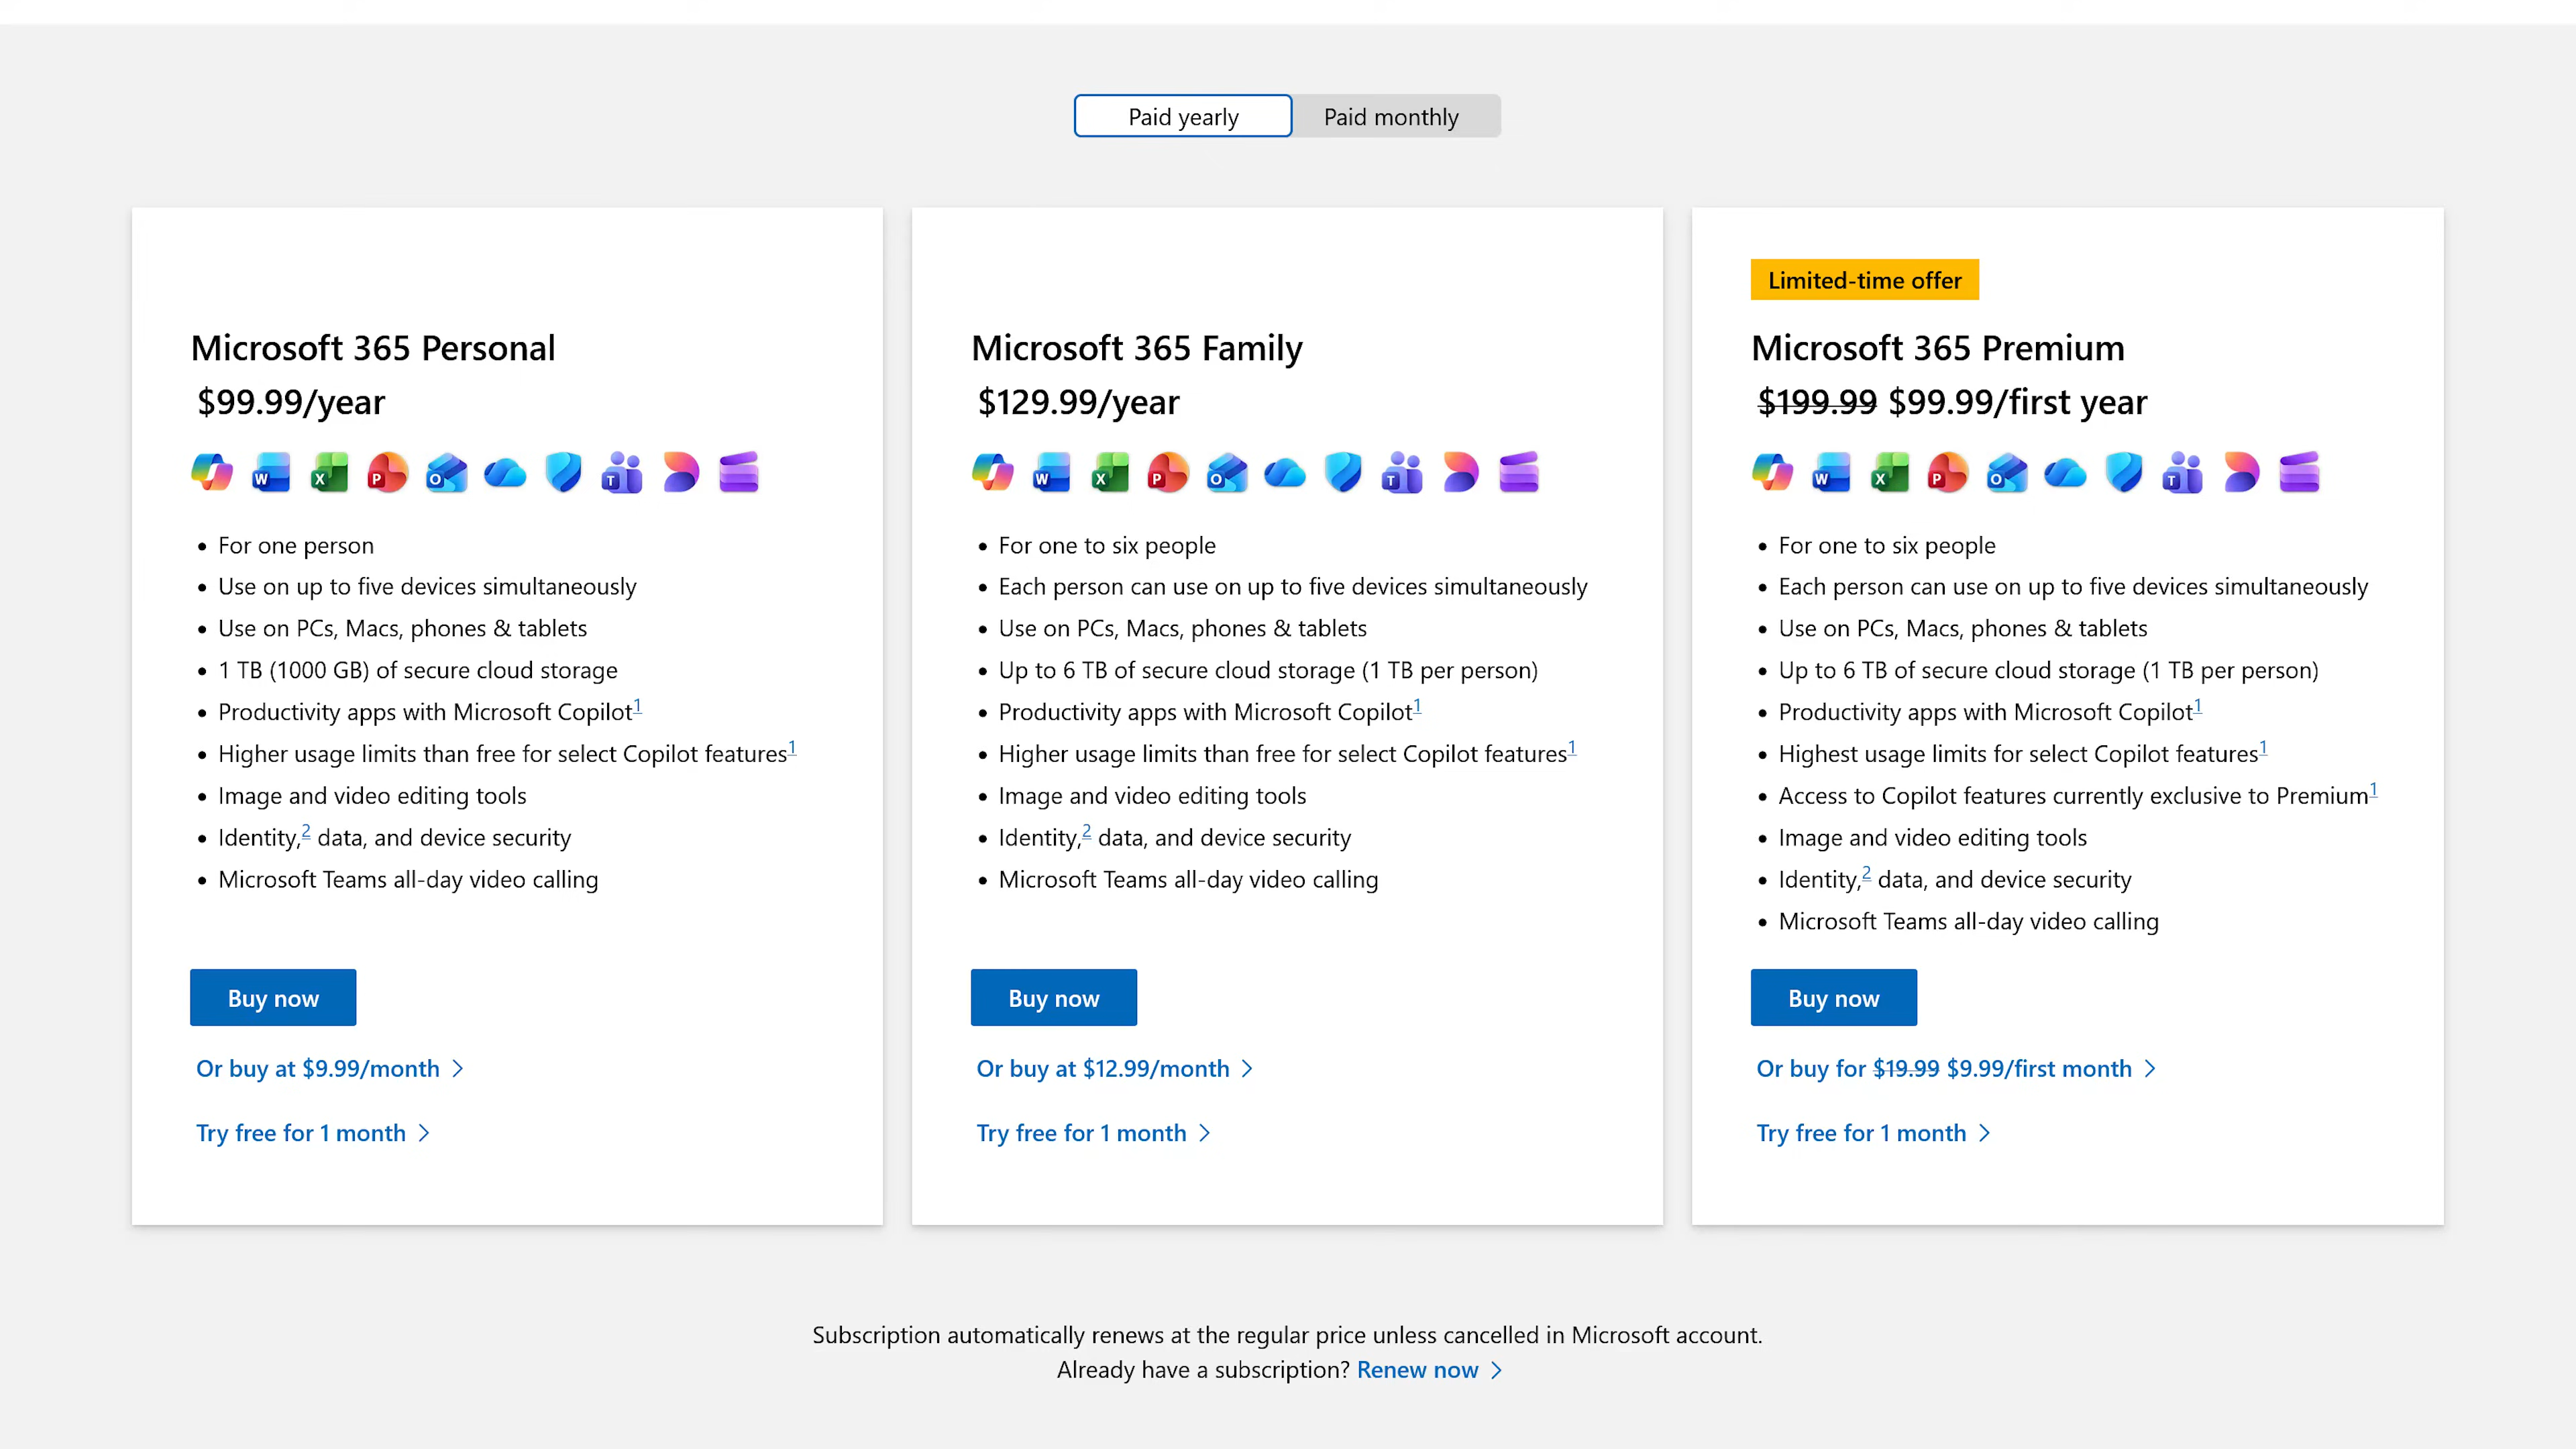 Paid yearly
Paid monthly
Microsoft 365 Personal
$99.99/year
W X P O T
• For one person
• Use on up to five devices simultaneously
• Use on PCs, Macs, phones & tablets
• 1 TB (1000 GB) of secure cloud storage
• Productivity apps with Microsoft Copilot1
• Higher usage limits than free for select Copilot features1
• Image and video editing tools
• Identity,2 data, and device security
• Microsoft Teams all-day video calling
Buy now
Or buy at $9.99/month
Try free for 1 month
Microsoft 365 Family
$129.99/year
W X P O T
• For one to six people
• Each person can use on up to five devices simultaneously
• Use on PCs, Macs, phones & tablets
• Up to 6 TB of secure cloud storage (1 TB per person)
• Productivity apps with Microsoft Copilot1
• Higher usage limits than free for select Copilot features1
• Image and video editing tools
• Identity,2 data, and device security
• Microsoft Teams all-day video calling
Buy now
Or buy at $12.99/month
Try free for 1 month
Limited-time offer
Microsoft 365 Premium
$199.99 $99.99/first year
W X P O T
• For one to six people
• Each person can use on up to five devices simultaneously
• Use on PCs, Macs, phones & tablets
• Up to 6 TB of secure cloud storage (1 TB per person)
• Productivity apps with Microsoft Copilot1
• Highest usage limits for select Copilot features1
• Access to Copilot features currently exclusive to Premium1
• Image and video editing tools
• Identity,2 data, and device security
• Microsoft Teams all-day video calling
Buy now
Or buy for $19.99 $9.99/first month
Try free for 1 month
Subscription automatically renews at the regular price unless cancelled in Microsoft account.
Already have a subscription? Renew now